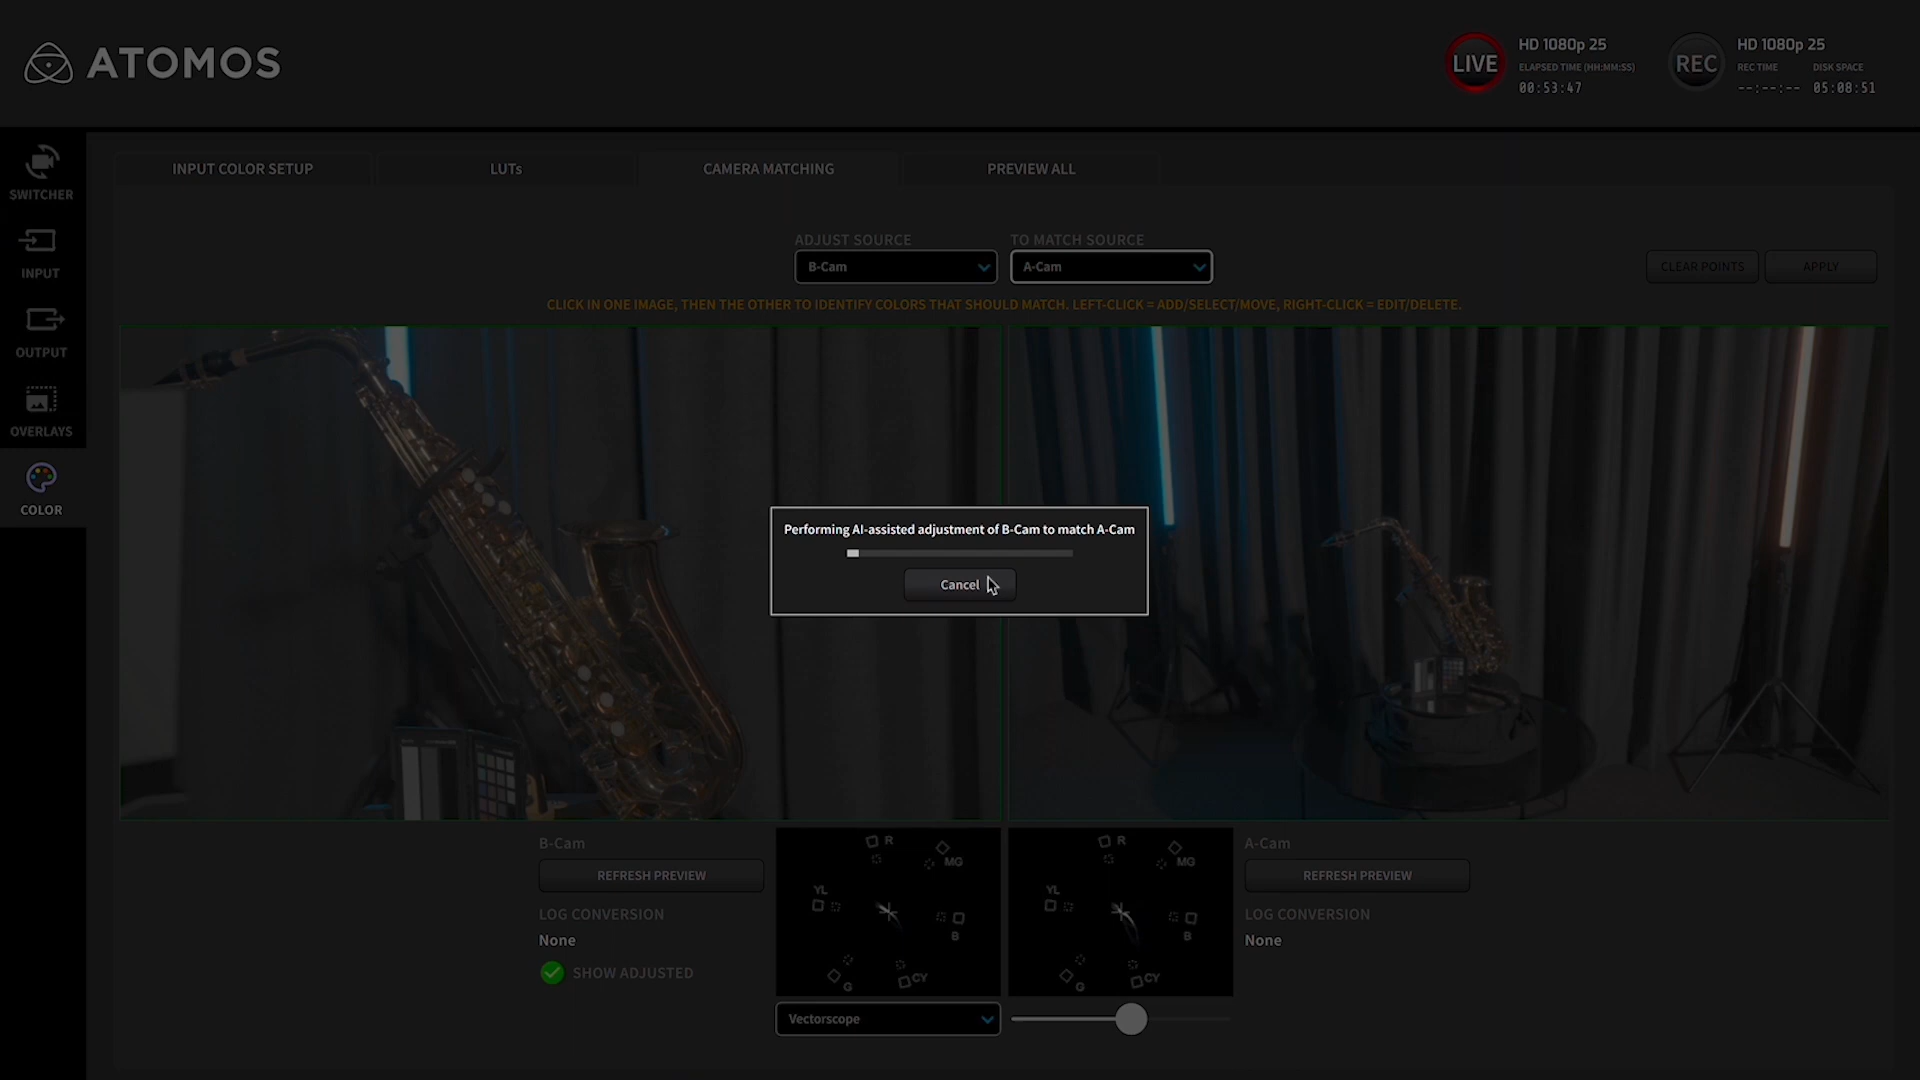 ATOMOS
LIVE
HD 1080p 25
ELAPSED TIME (HH:MM:SS)
00:53:47
REC
HD 1080p 25
REC TIME DISK SPACE
--:--:-- 05:08:51
SWITCHER
INPUT
OUTPUT
OVERLAYS
COLOR
INPUT COLOR SETUP
LUTs
CAMERA MATCHING
PREVIEW ALL
ADJUST SOURCE
B-Cam
TO MATCH SOURCE
A-Cam
CLEAR POINTS
APPLY
CLICK IN ONE IMAGE, THEN THE OTHER TO IDENTIFY COLORS THAT SHOULD MATCH. LEFT-CLICK = ADD/SELECT/MOVE, RIGHT-CLICK = EDIT/DELETE.
Performing AI-assisted adjustment of B-Cam to match A-Cam
Cancel
B-Cam
REFRESH PREVIEW
LOG CONVERSION
None
SHOW ADJUSTED
R
MG
YL
B
G
CY
R
MG
YL
B
G
CY
Vectorscope
A-Cam
REFRESH PREVIEW
LOG CONVERSION
None